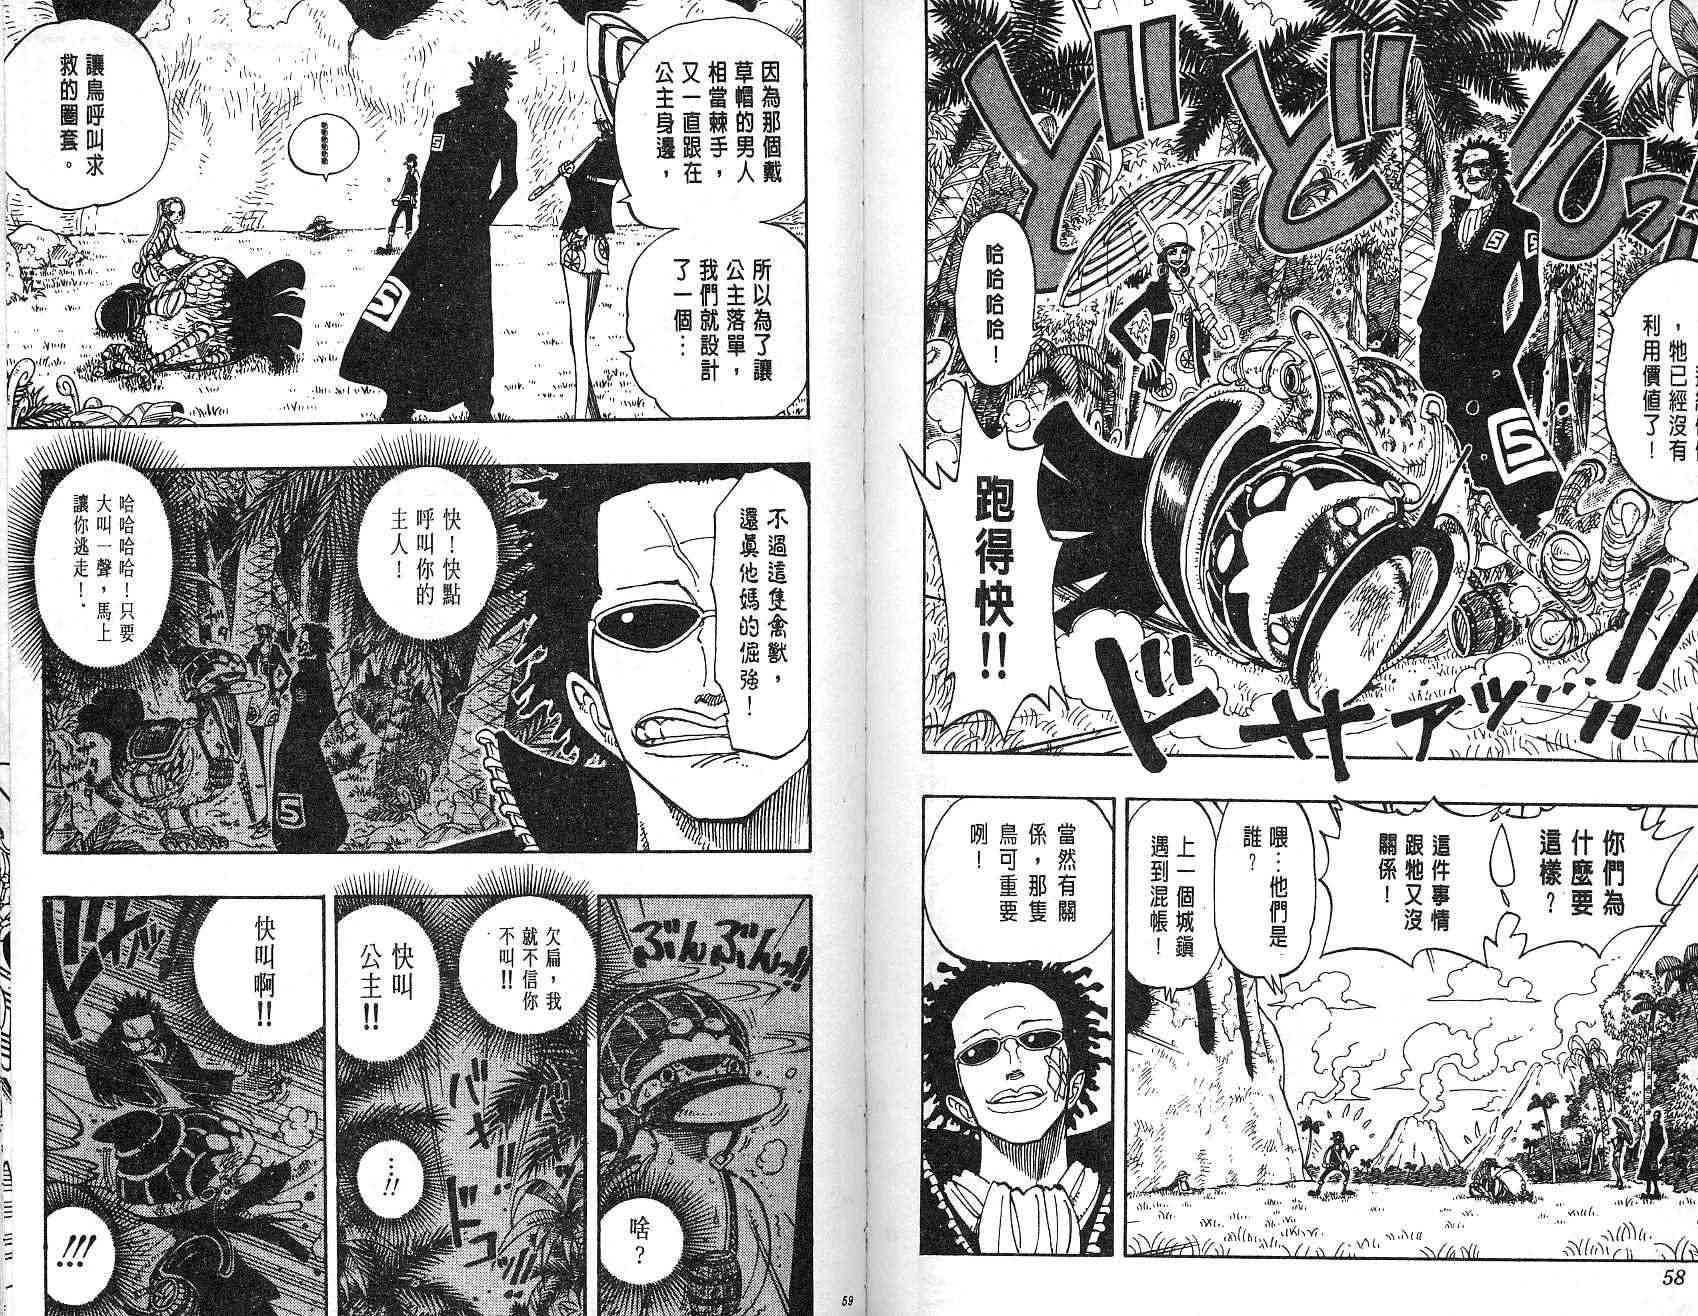 ，牠已經沒有
利用價值了！
どどんっ
哈哈哈哈！
跑得快!!
ドサァッ…!!
你們為
什麼要
這樣？
這件事情
跟牠又沒
關係！
喂…他們是
誰？
上一個城鎮
遇到混帳！
當然有關
係，那隻
鳥可重要
咧！
58
因為那個戴
草帽的男人
相當棘手，
又一直跟在
公主身邊，
所以為了讓
公主落單，
我們就設計
了一個…
讓鳥呼叫求
救的圈套。
不過這隻禽獸，
還真他媽的倔強！
快！快點
呼叫你的
主人！
哈哈哈哈！只要
大叫一聲，馬上
讓你逃走！
ぶんぶんっ!!
啥？
欠扁，我
就不信你
不叫!!
快叫
公主!!
…!!
ドコ
快叫
啊!!
!!!
59